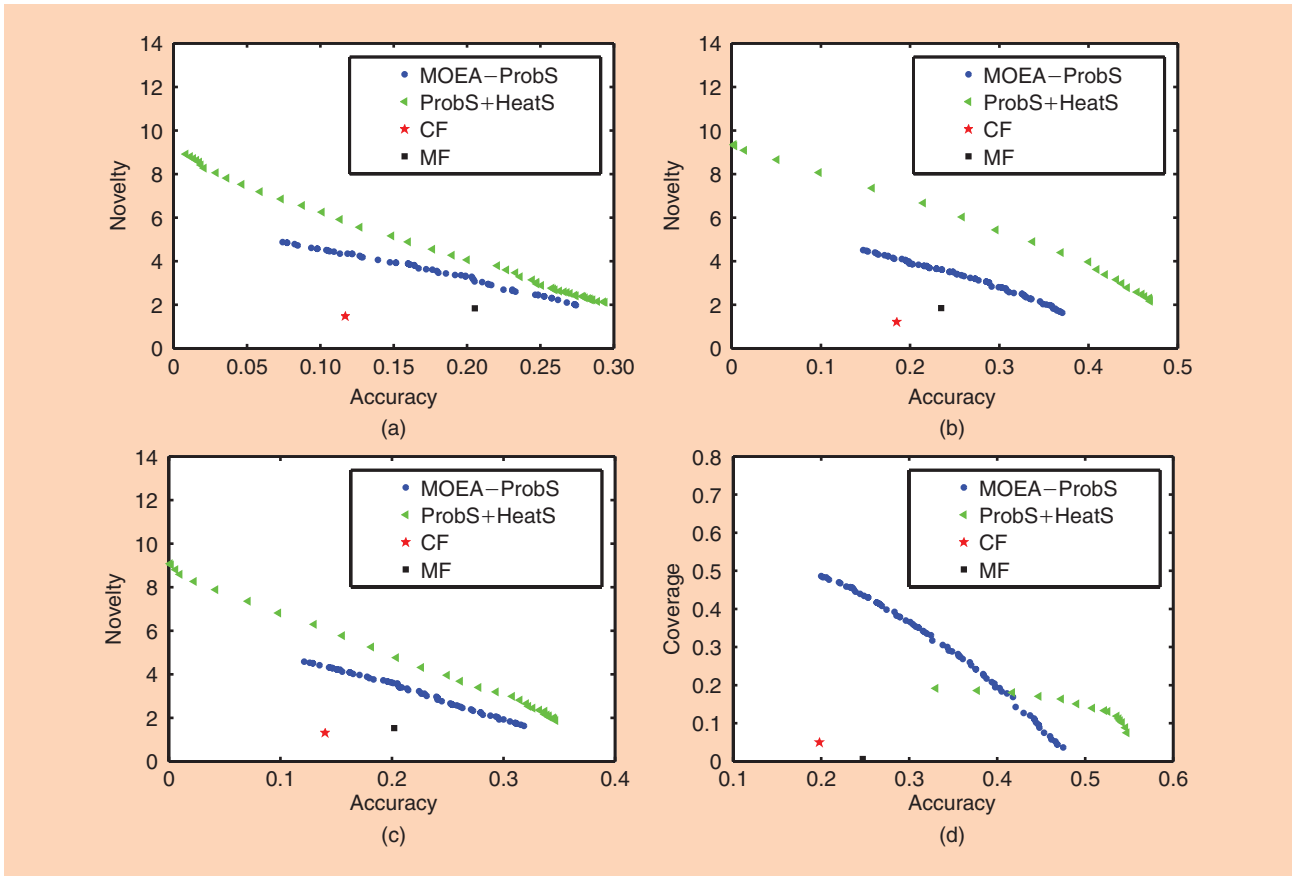 14
12
10
8
6
4
2
0
Novelty
MOEA−ProbS
ProbS+HeatS
CF
MF
0 0.05 0.10 0.15 0.20 0.25 0.30
Accuracy
(a)
14
12
10
8
6
4
2
0
Novelty
MOEA−ProbS
ProbS+HeatS
CF
MF
0 0.1 0.2 0.3 0.4 0.5
Accuracy
(b)
14
12
10
8
6
4
2
0
Novelty
MOEA−ProbS
ProbS+HeatS
CF
MF
0 0.1 0.2 0.3 0.4
Accuracy
(c)
0.8
0.7
0.6
0.5
0.4
0.3
0.2
0.1
0
Coverage
MOEA−ProbS
ProbS+HeatS
CF
MF
0.1 0.2 0.3 0.4 0.5 0.6
Accuracy
(d)